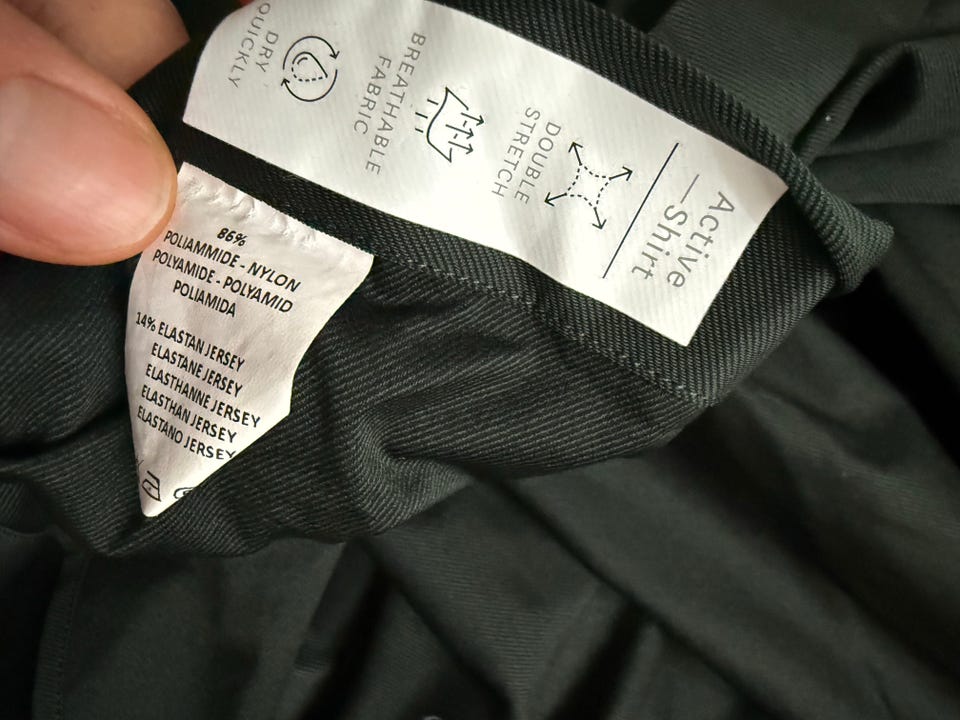 Active
—Shirt
DOUBLE
STRETCH
BREATHABLE
FABRIC
DRY
QUICKLY
86%
POLIAMMIDE - NYLON
POLYAMIDE - POLYAMID
POLIAMIDA
14% ELASTAN JERSEY
ELASTANE JERSEY
ELASTHANNE JERSEY
ELASTHAN JERSEY
ELASTANO JERSEY